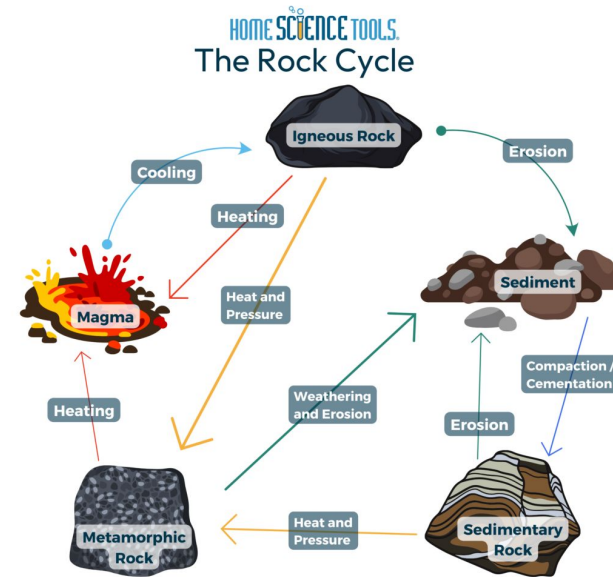 HOME SCIENCE TOOLS.
The Rock Cycle
Igneous Rock
Cooling
Erosion
Heating
Sediment
Magma
Heat and
Pressure
Compaction /
Cementation
Weathering
and Erosion
Heating
Erosion
Metamorphic
Rock
Heat and
Pressure
Sedimentary
Rock